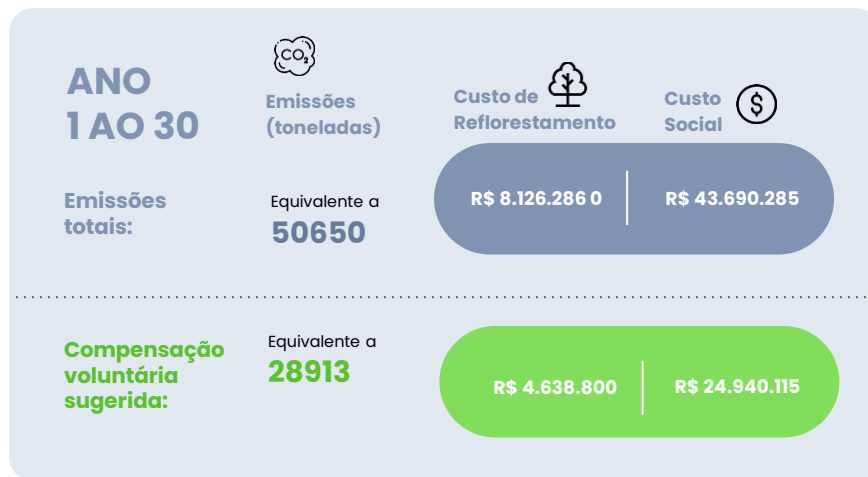 ANO
1 AO 30
CO2
Emissões
(toneladas)
Custo de
Reflorestamento
Custo
Social
$
Emissões
totais:
Equivalente a
50650
R$ 8.126.286 0
R$ 43.690.285
Compensação
voluntária
sugerida:
Equivalente a
28913
R$ 4.638.800
R$ 24.940.115